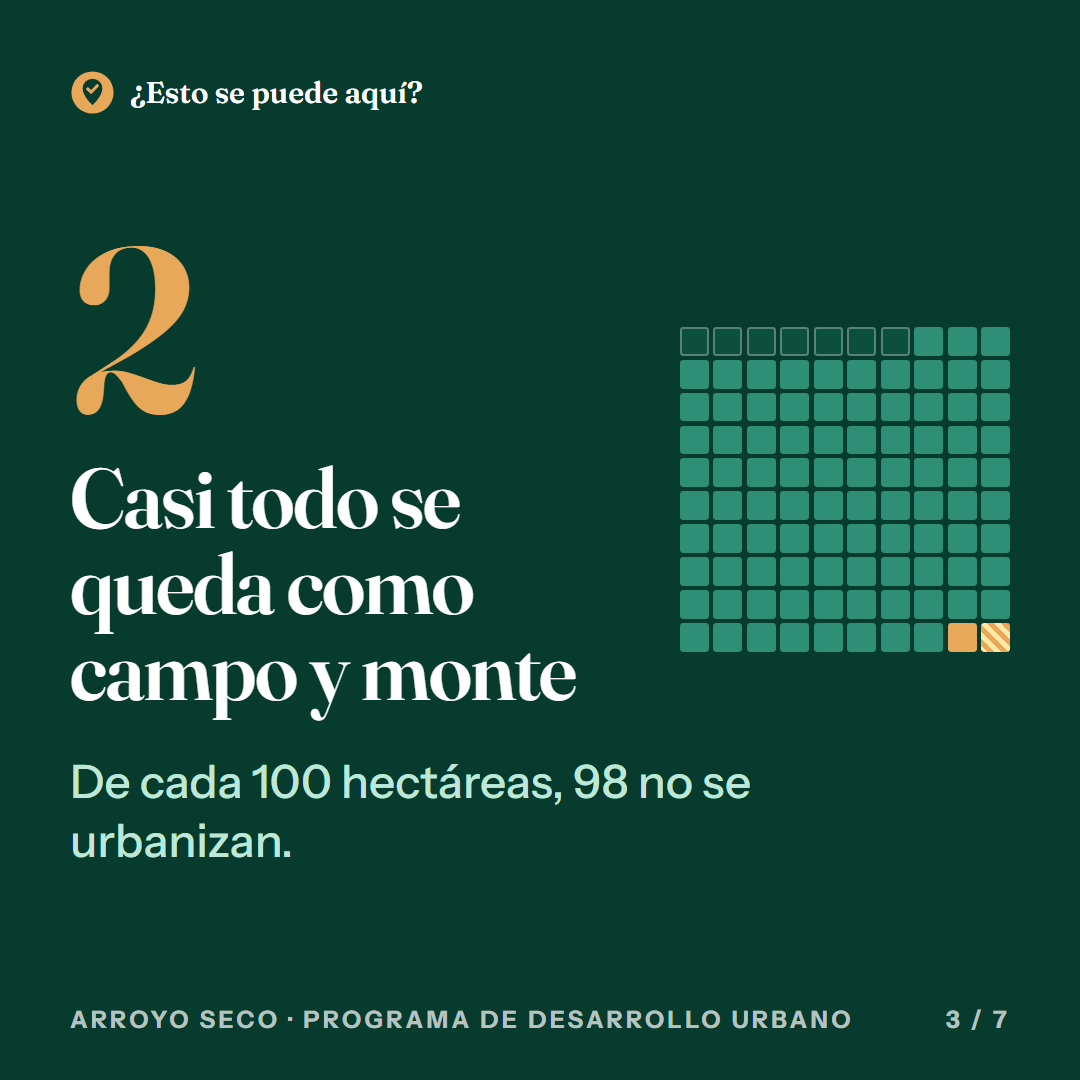 ¿Esto se puede aquí?
2
Casi todo se
queda como
campo y monte
De cada 100 hectáreas, 98 no se
urbanizan.
ARROYO SECO · PROGRAMA DE DESARROLLO URBANO
3 / 7